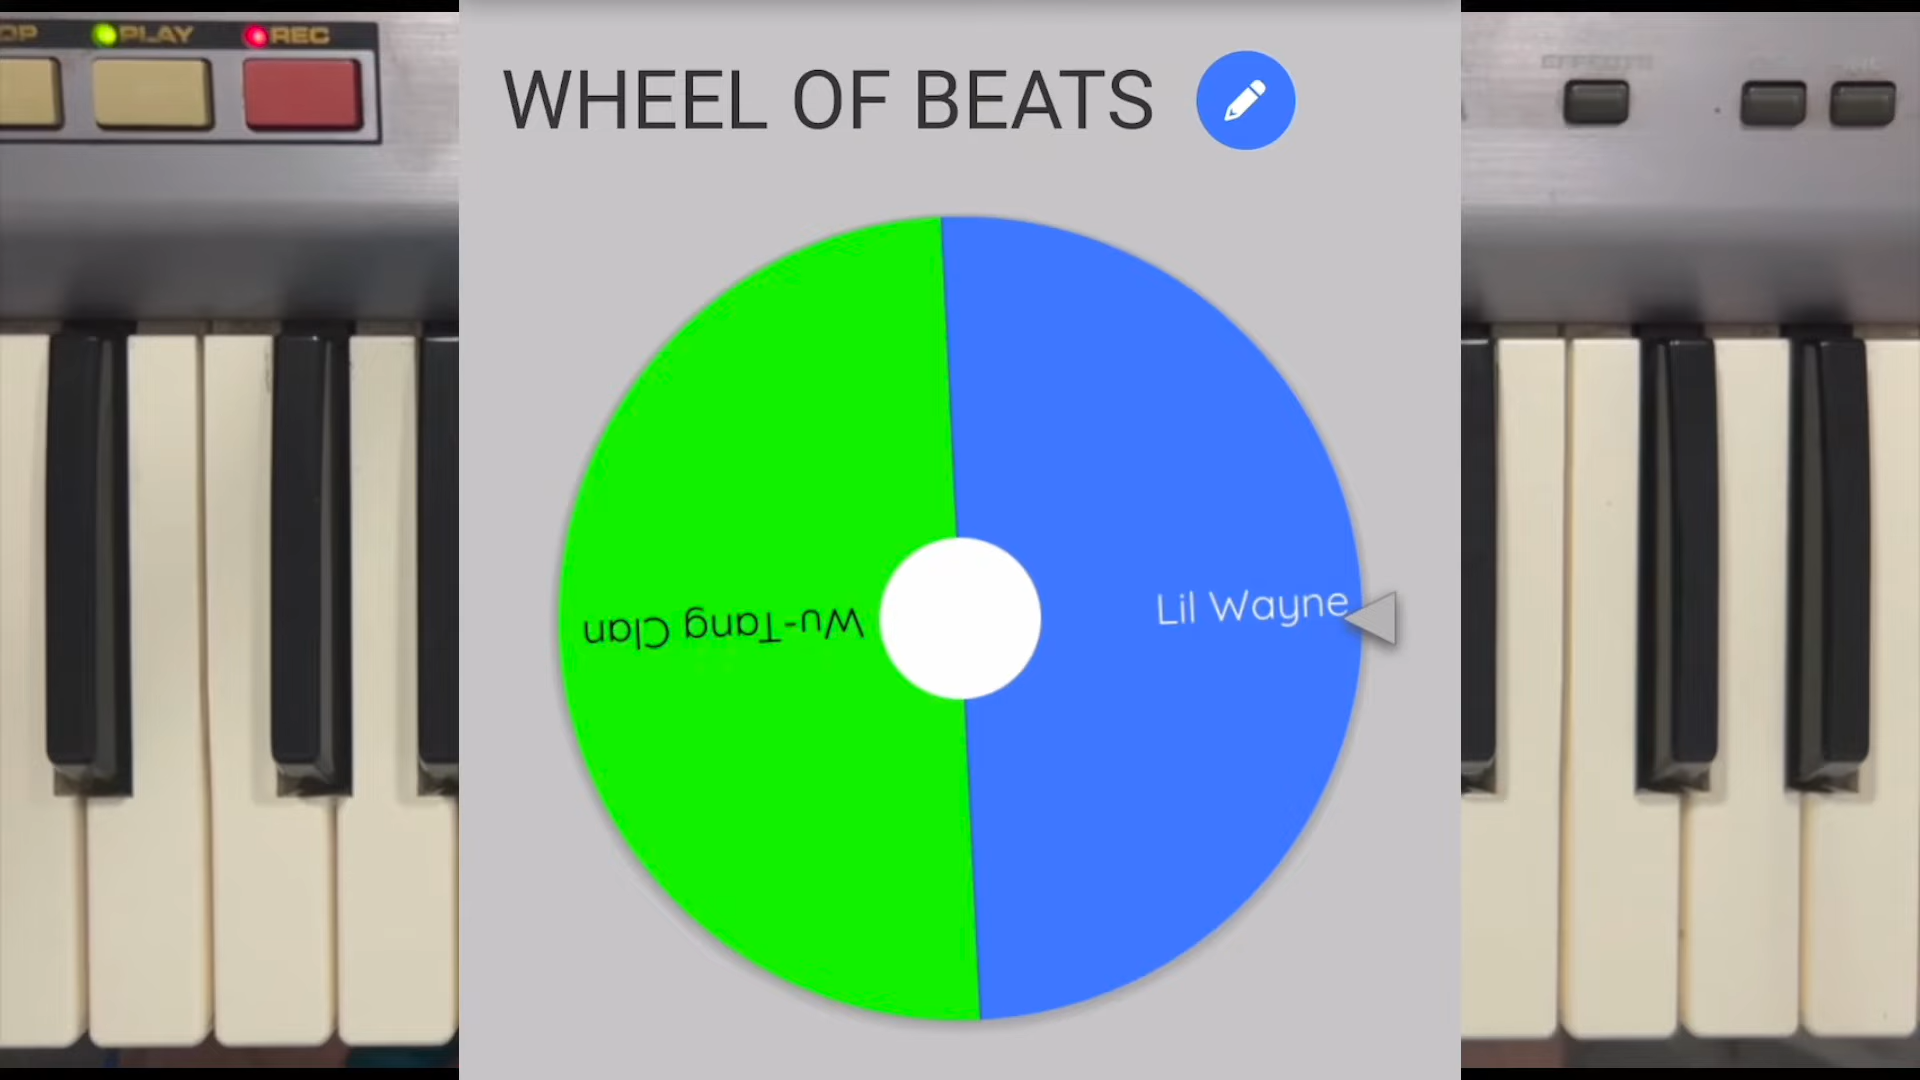 PLAY
REC
WHEEL OF BEATS
Wu-Tang Clan
Lil Wayne